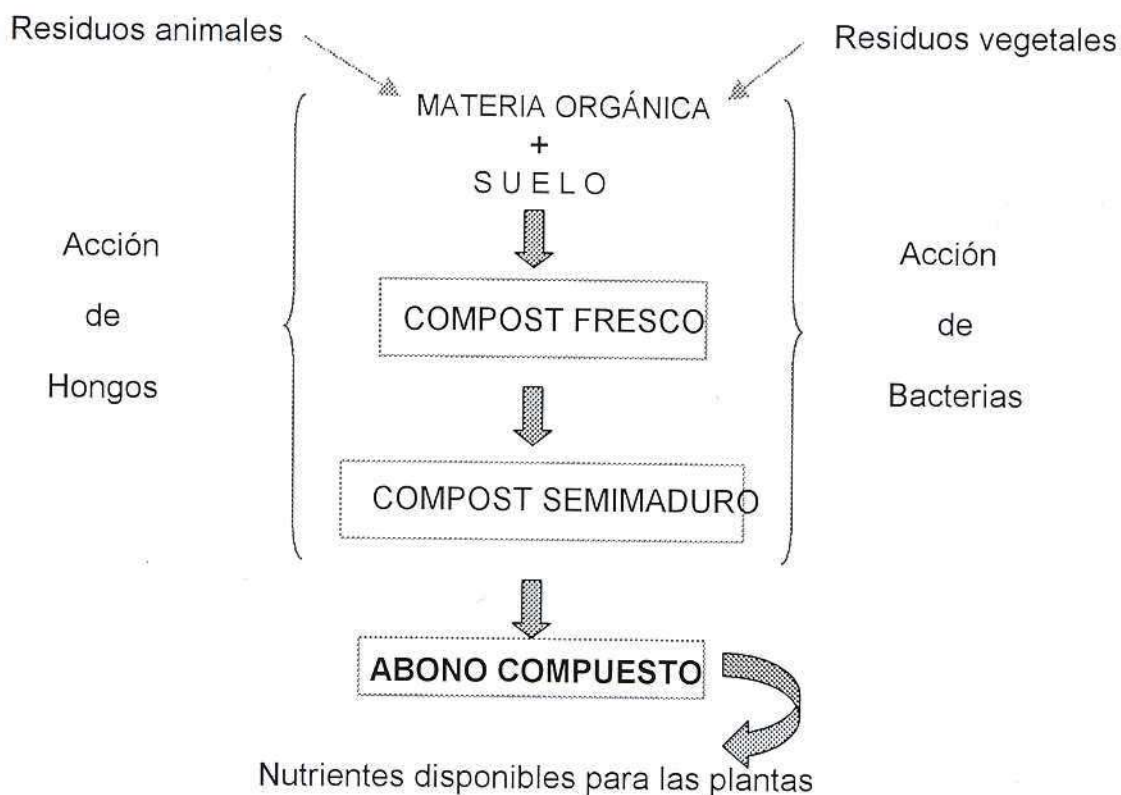 Residuos animales
Residuos vegetales
MATERIA ORGÁNICA
+
S U E L O
Acción
de
Hongos
COMPOST FRESCO
COMPOST SEMIMADURO
Acción
de
Bacterias
ABONO COMPUESTO
Nutrientes disponibles para las plantas